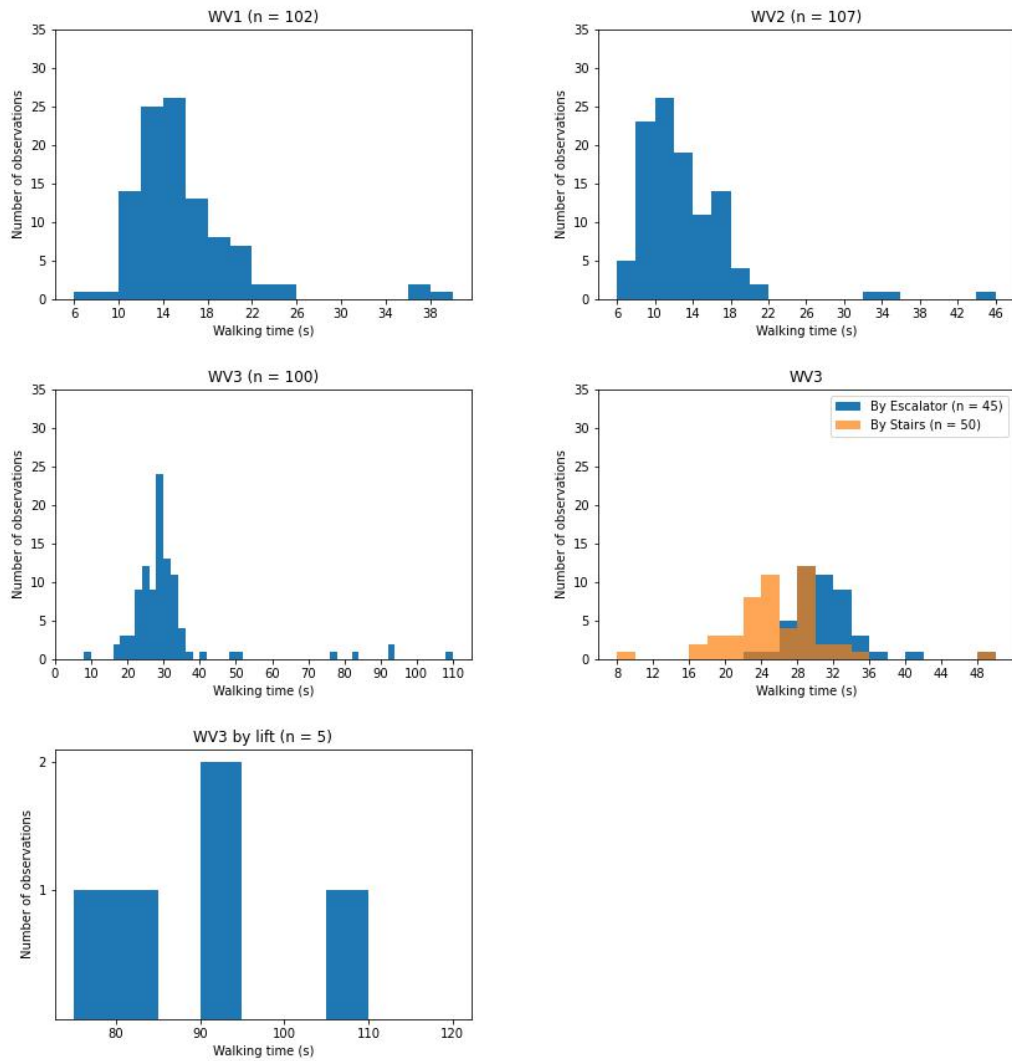 WV1 (n = 102)
Number of observations
35
30
25
20
15
10
5
0
6 10 14 18 22 26 30 34 38
Walking time (s)
WV2 (n = 107)
Number of observations
35
30
25
20
15
10
5
0
6 10 14 18 22 26 30 34 38 42 46
Walking time (s)
WV3 (n = 100)
Number of observations
35
30
25
20
15
10
5
0
0 10 20 30 40 50 60 70 80 90 100 110
Walking time (s)
WV3
By Escalator (n = 45)
By Stairs (n = 50)
Number of observations
35
30
25
20
15
10
5
0
8 12 16 20 24 28 32 36 40 44 48
Walking time (s)
WV3 by lift (n = 5)
Number of observations
2
1
80 90 100 110 120
Walking time (s)